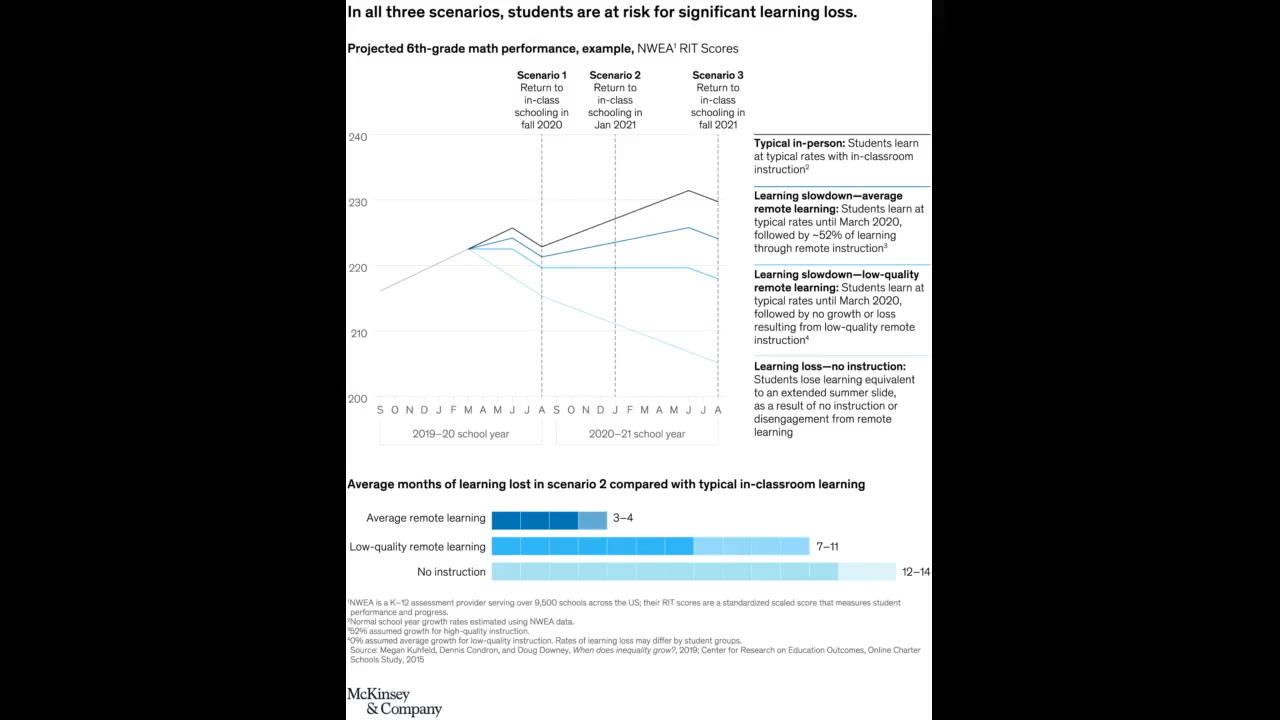 In all three scenarios, students are at risk for significant learning loss.
Projected 6th-grade math performance, example, NWEA¹ RIT Scores
Scenario 1
Return to
in-class
schooling in
fall 2020
Scenario 2
Return to
in-class
schooling in
Jan 2021
Scenario 3
Return to
in-class
schooling in
fall 2021
240
230
220
210
200
S O N D J F M A M J J A S O N D J F M A M J J A
2019–20 school year
2020–21 school year
Typical in-person: Students learn
at typical rates with in-classroom
instruction²
Learning slowdown—average
remote learning: Students learn at
typical rates until March 2020,
followed by ~52% of learning
through remote instruction³
Learning slowdown—low-quality
remote learning: Students learn at
typical rates until March 2020,
followed by no growth or loss
resulting from low-quality remote
instruction⁴
Learning loss—no instruction:
Students lose learning equivalent
to an extended summer slide,
as a result of no instruction or
disengagement from remote
learning
Average months of learning lost in scenario 2 compared with typical in-classroom learning
Average remote learning 3–4
Low-quality remote learning 7–11
No instruction 12–14
¹NWEA is a K–12 assessment provider serving over 9,500 schools across the US; their RIT scores are a standardized scaled score that measures student
performance and progress.
²Normal school year growth rates estimated using NWEA data.
³52% assumed growth for high-quality instruction.
⁴0% assumed average growth for low-quality instruction. Rates of learning loss may differ by student groups.
Source: Megan Kuhfeld, Dennis Condron, and Doug Downey, When does inequality grow?, 2019; Center for Research on Education Outcomes, Online Charter
Schools Study, 2015
McKinsey
& Company